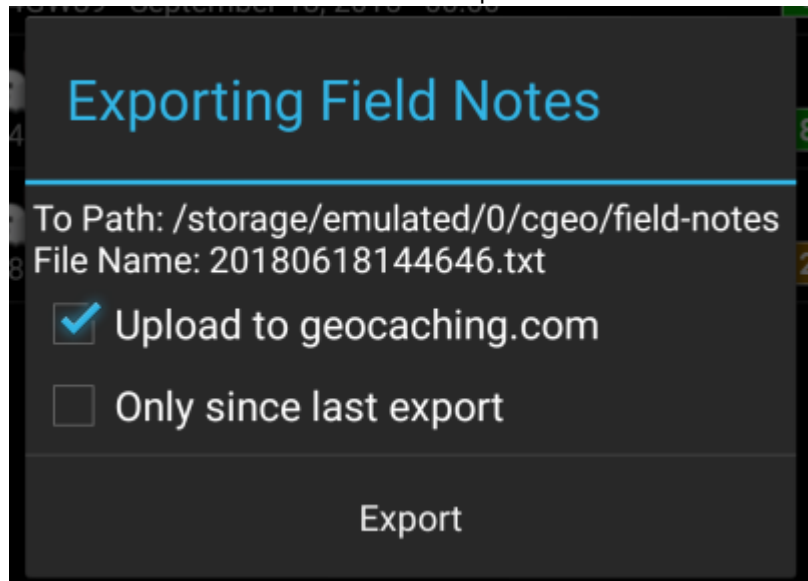 Exporting Field Notes
To Path: /storage/emulated/0/cgeo/field-notes
File Name: 20180618144646.txt
Upload to geocaching.com
Only since last export
Export